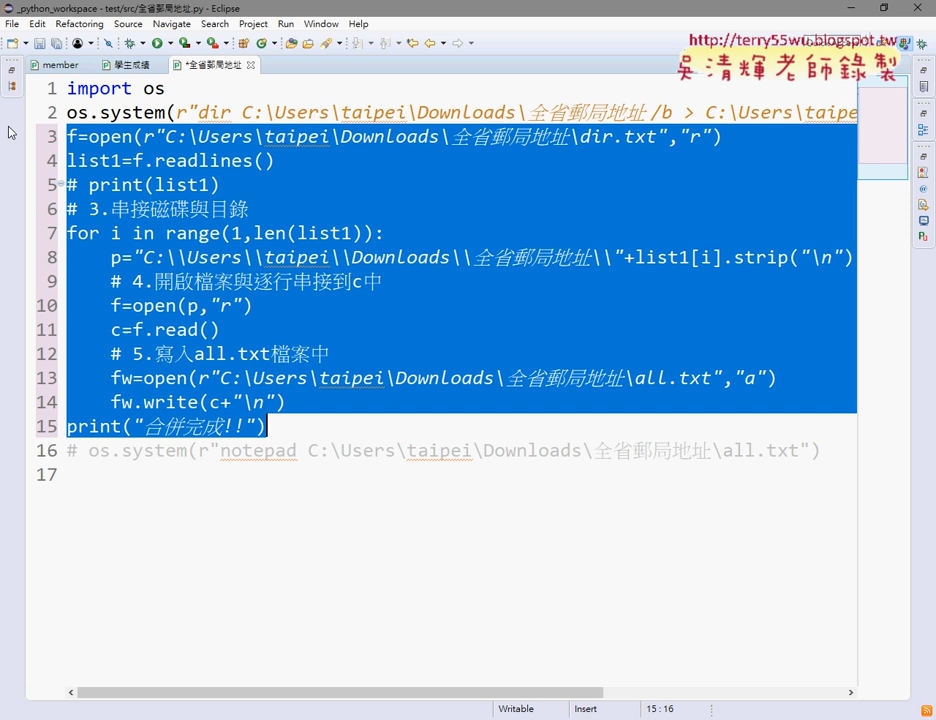 _python_workspace - test/src/全省郵局地址.py - Eclipse
File Edit Refactoring Source Navigate Search Project Run Window Help
http://terry55wu.blogspot.tw
吳清輝老師錄製
member 學生成績 *全省郵局地址
1 import os
2 os.system(r"dir C:\Users\taipei\Downloads\全省郵局地址 /b > C:\Users\taipe
3 f=open(r"C:\Users\taipei\Downloads\全省郵局地址\dir.txt","r")
4 list1=f.readlines()
5 # print(list1)
6 # 3.串接磁碟與目錄
7 for i in range(1,len(list1)):
8 p="C:\\Users\\taipei\\Downloads\\全省郵局地址\\"+list1[i].strip("\n")
9 # 4.開啟檔案與逐行串接到c中
10 f=open(p,"r")
11 c=f.read()
12 # 5.寫入all.txt檔案中
13 fw=open(r"C:\Users\taipei\Downloads\全省郵局地址\all.txt","a")
14 fw.write(c+"\n")
15 print("合併完成!!")
16 # os.system(r"notepad C:\Users\taipei\Downloads\全省郵局地址\all.txt")
17
Writable Insert 15 : 16